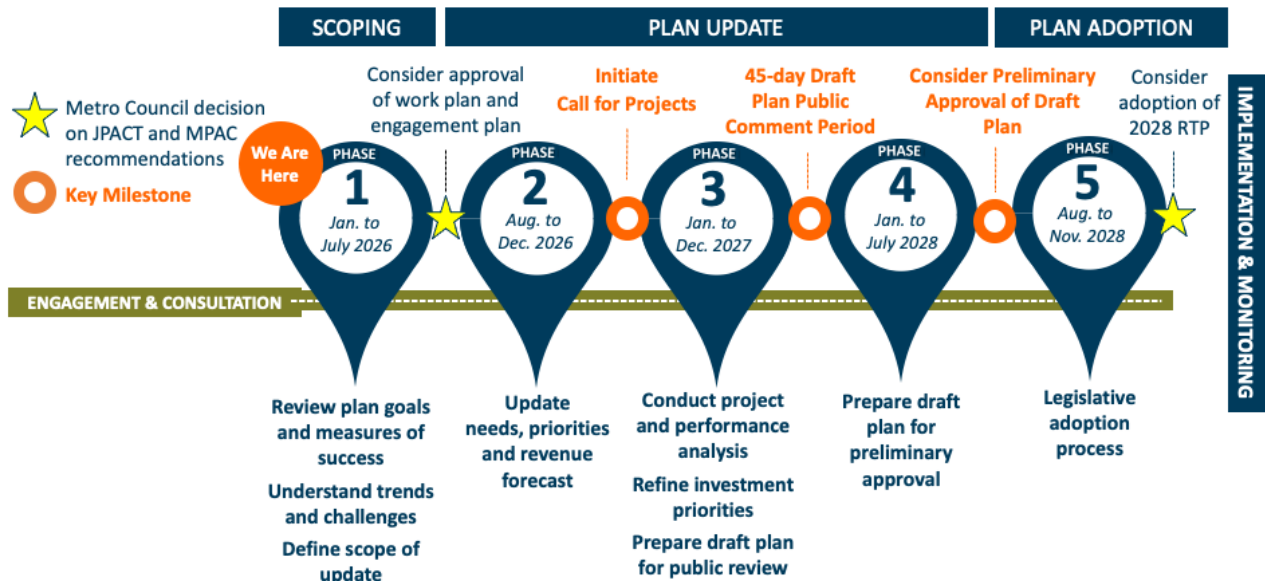 SCOPING
PLAN UPDATE
PLAN ADOPTION
Metro Council decision
on JPACT and MPAC
recommendations
Key Milestone
We Are
Here
Consider approval
of work plan and
engagement plan
Initiate
Call for Projects
45-day Draft
Plan Public
Comment Period
Consider Preliminary
Approval of Draft
Plan
Consider
adoption of
2028 RTP
PHASE
1
Jan. to
July 2026
PHASE
2
Aug. to
Dec. 2026
PHASE
3
Jan. to
Dec. 2027
PHASE
4
Jan. to
July 2028
PHASE
5
Aug. to
Nov. 2028
IMPLEMENTATION & MONITORING
ENGAGEMENT & CONSULTATION
Review plan goals
and measures of
success
Understand trends
and challenges
Define scope of
update
Update
needs, priorities
and revenue
forecast
Conduct project
and performance
analysis
Refine investment
priorities
Prepare draft plan
for public review
Prepare draft
plan for
preliminary
approval
Legislative
adoption
process